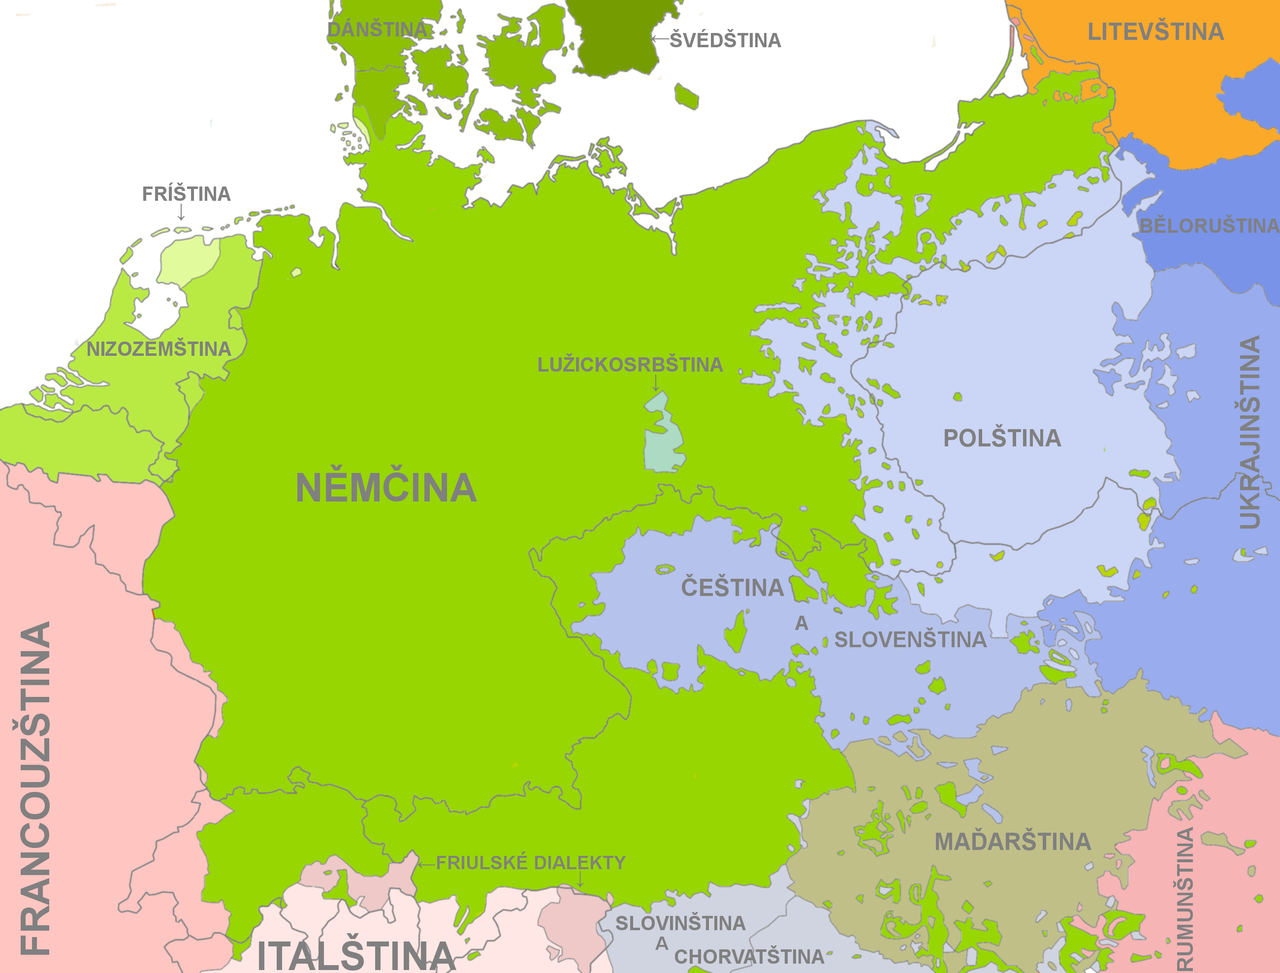 DÁNŠTINA
ŠVÉDŠTINA
LITEVŠTINA
FRÍŠTINA
BĚLORUŠTINA
NIZOZEMŠTINA
LUŽICKOSRBŠTINA
UKRAJINŠTINA
POLŠTINA
NĚMČINA
ČEŠTINA
A
SLOVENŠTINA
FRANCOUZŠTINA
MAĎARŠTINA
FRIULSKÉ DIALEKTY
RUMUNŠTINA
SLOVINŠTINA
A
CHORVATŠTINA
ITALŠTINA